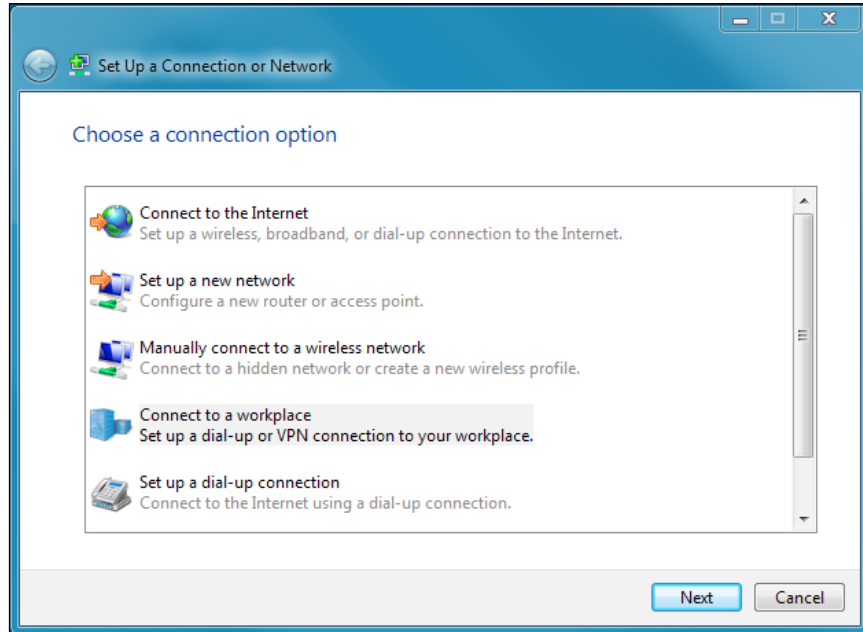 Set Up a Connection or Network
Choose a connection option
Connect to the Internet
Set up a wireless, broadband, or dial-up connection to the Internet.
Set up a new network
Configure a new router or access point.
Manually connect to a wireless network
Connect to a hidden network or create a new wireless profile.
Connect to a workplace
Set up a dial-up or VPN connection to your workplace.
Set up a dial-up connection
Connect to the Internet using a dial-up connection.
Next Cancel